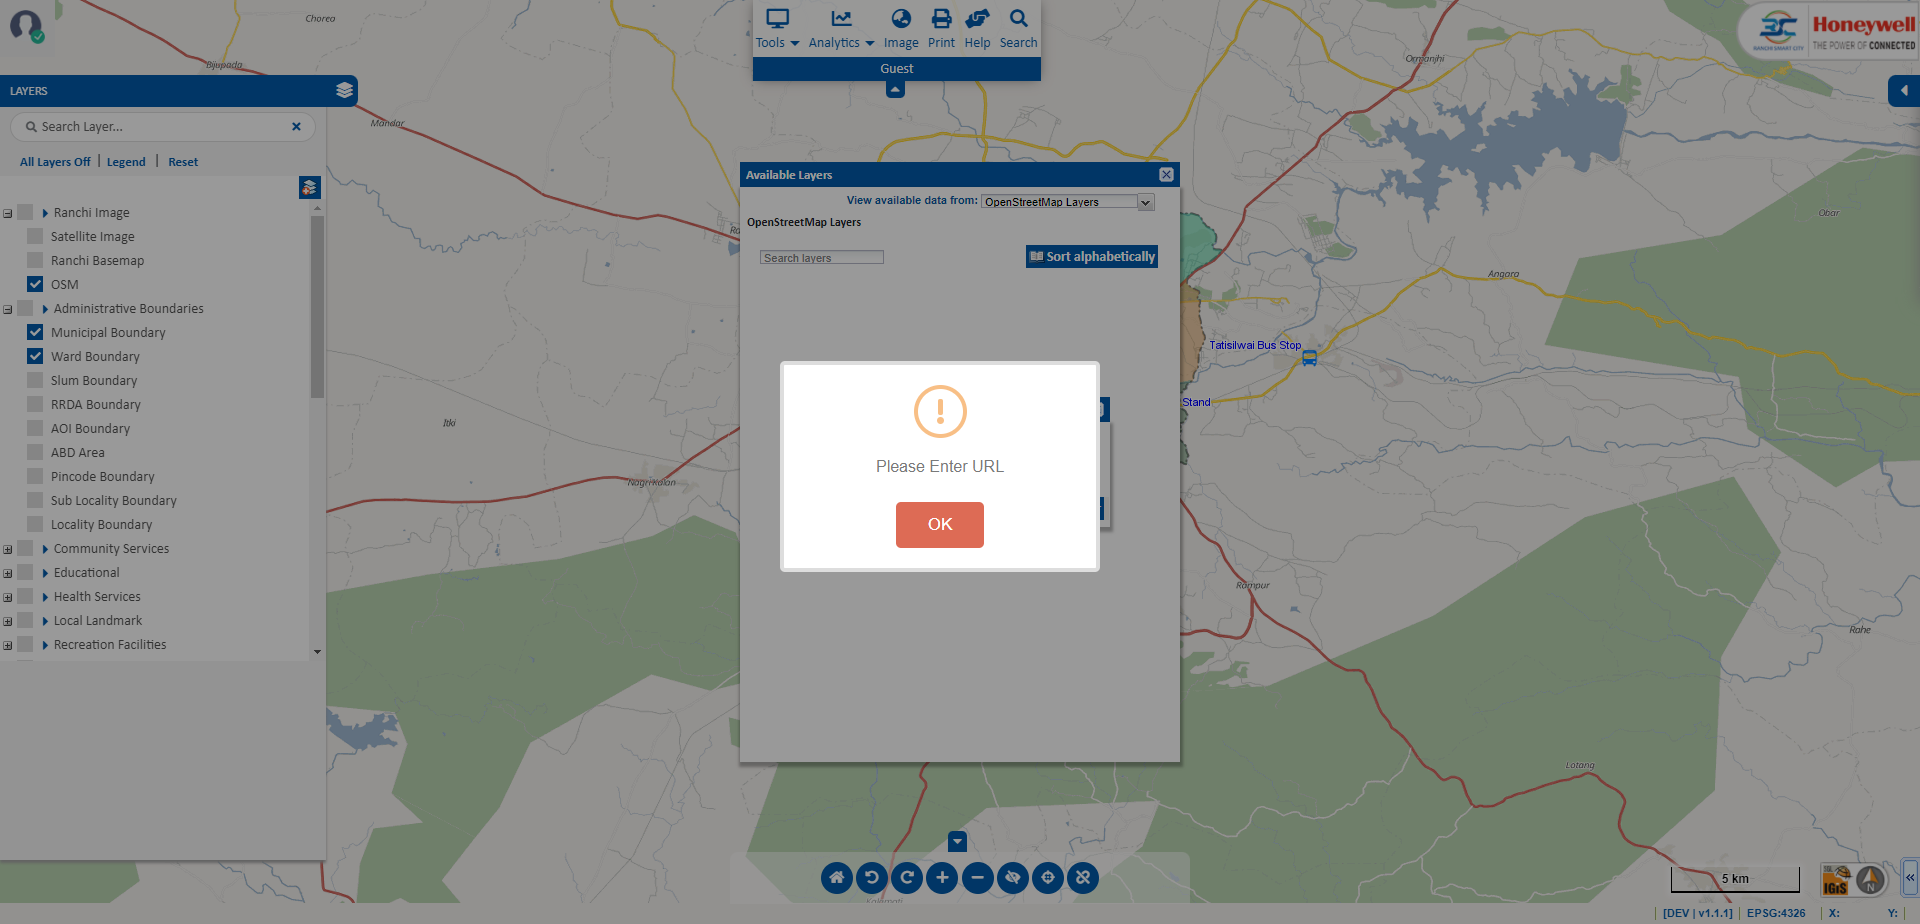 Chorea
Bijupada
Mandar
Tools
Analytics
Image
Print
Help
Search
Guest
Ormanjhi
RANCHI SMART CITY
Honeywell
THE POWER OF CONNECTED
LAYERS
Search Layer...
All Layers Off | Legend | Reset
Ranchi Image
Satellite Image
Ranchi Basemap
OSM
Administrative Boundaries
Municipal Boundary
Ward Boundary
Slum Boundary
RRDA Boundary
AOI Boundary
ABD Area
Pincode Boundary
Sub Locality Boundary
Locality Boundary
Community Services
Educational
Health Services
Local Landmark
Recreation Facilities
Available Layers
View available data from: OpenStreetMap Layers
OpenStreetMap Layers
Search layers
Sort alphabetically
Please Enter URL
OK
Obar
Angara
Tatisilwai Bus Stop
Stand
Itki
Nagri Kalan
Rampur
Rahe
Lotang
5 km
IGiS
N
[DEV | v1.1.1] | EPSG:4326 | X: Y: |